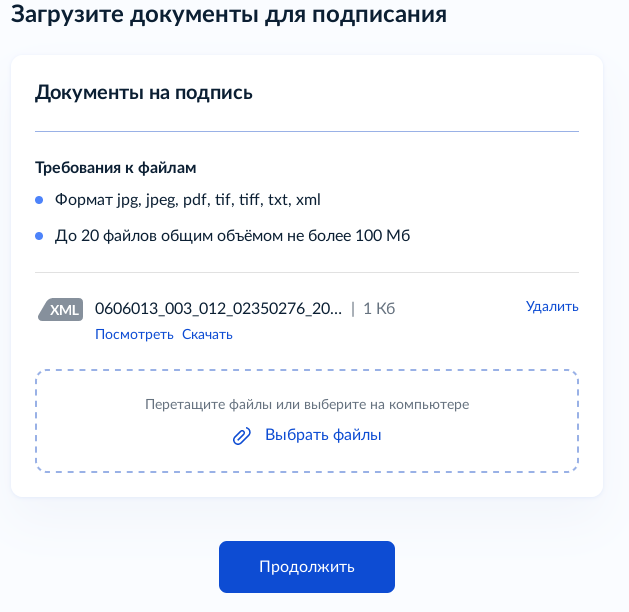 Загрузите документы для подписания
Документы на подпись
Требования к файлам
Формат jpg, jpeg, pdf, tif, tiff, txt, xml
До 20 файлов общим объёмом не более 100 Мб
XML 0606013_003_012_02350276_20... | 1 Кб Удалить
Посмотреть Скачать
Перетащите файлы или выберите на компьютере
Выбрать файлы
Продолжить